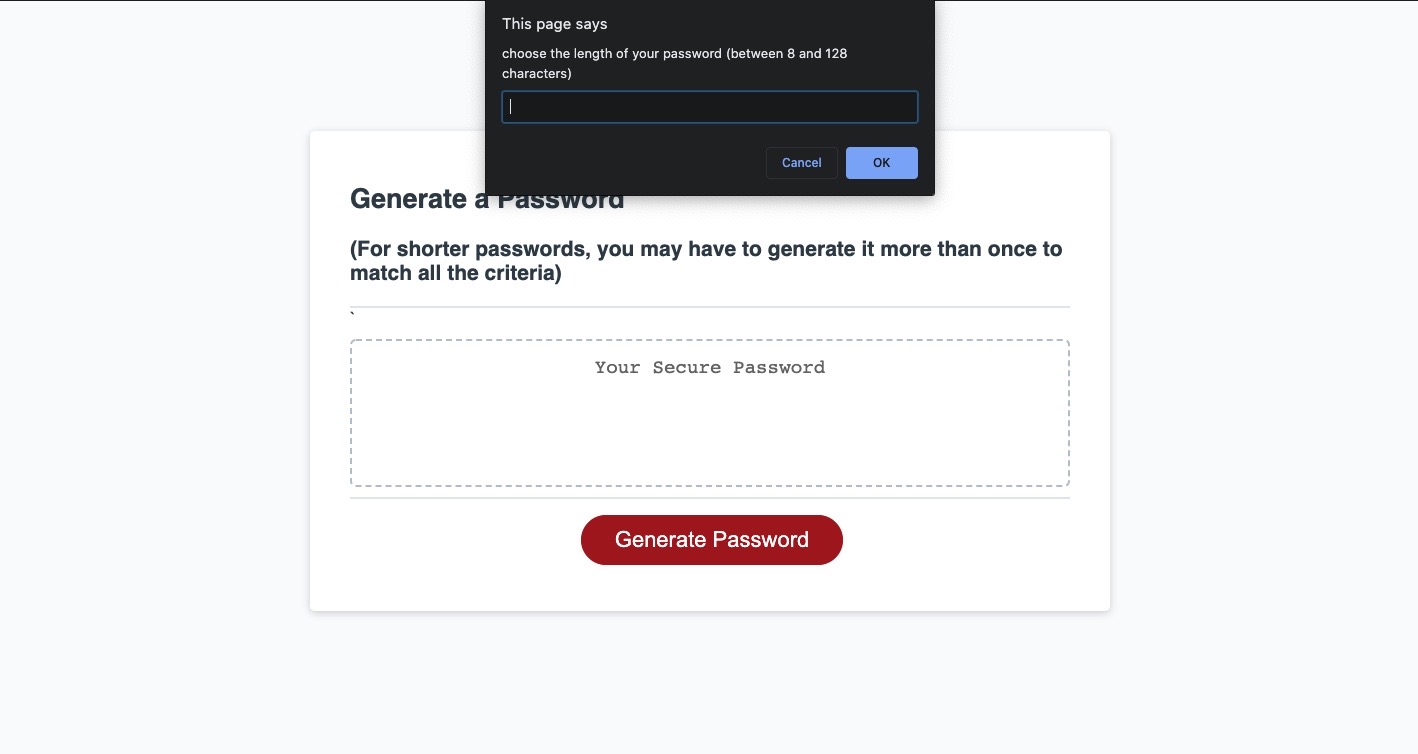 This page says
choose the length of your password (between 8 and 128
characters)
Cancel
OK
Generate a Password
(For shorter passwords, you may have to generate it more than once to
match all the criteria)
`
Your Secure Password
Generate Password